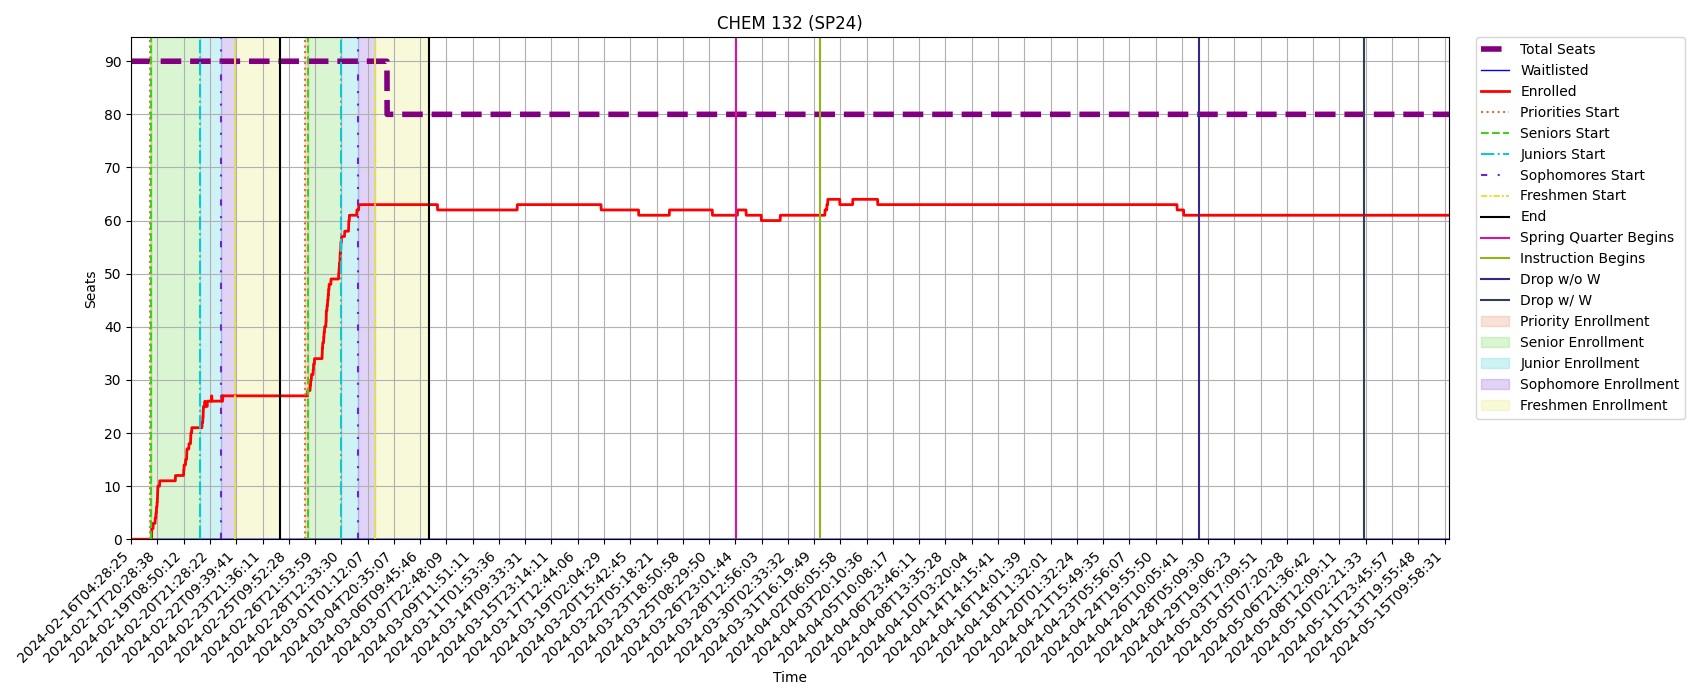 CHEM 132 (SP24)
Seats
90
80
70
60
50
40
30
20
10
0
2024-02-16T04:28:25
2024-02-17T20:28:38
2024-02-19T08:50:12
2024-02-20T21:28:22
2024-02-22T09:39:41
2024-02-23T21:36:11
2024-02-25T09:52:28
2024-02-26T21:53:59
2024-02-28T12:33:30
2024-03-01T01:12:07
2024-03-04T20:35:07
2024-03-06T09:45:46
2024-03-07T22:48:09
2024-03-09T11:51:11
2024-03-11T01:53:36
2024-03-14T09:33:31
2024-03-15T23:14:11
2024-03-17T12:44:06
2024-03-19T02:04:29
2024-03-20T15:42:45
2024-03-22T05:18:21
2024-03-23T18:50:58
2024-03-25T08:29:50
2024-03-26T23:01:44
2024-03-28T12:56:03
2024-03-30T02:33:32
2024-03-31T16:19:49
2024-04-02T06:05:58
2024-04-03T20:10:36
2024-04-05T10:08:17
2024-04-06T23:46:11
2024-04-08T13:35:28
2024-04-10T03:20:04
2024-04-14T14:15:41
2024-04-16T14:01:39
2024-04-18T11:32:01
2024-04-20T01:32:24
2024-04-21T15:49:35
2024-04-23T05:56:07
2024-04-24T19:55:50
2024-04-26T10:05:41
2024-04-28T05:09:30
2024-04-29T19:06:23
2024-05-03T17:09:51
2024-05-05T07:20:28
2024-05-06T21:36:42
2024-05-08T12:09:11
2024-05-10T02:21:33
2024-05-11T23:45:57
2024-05-13T19:55:48
2024-05-15T09:58:31
Time
Total Seats
Waitlisted
Enrolled
Priorities Start
Seniors Start
Juniors Start
Sophomores Start
Freshmen Start
End
Spring Quarter Begins
Instruction Begins
Drop w/o W
Drop w/ W
Priority Enrollment
Senior Enrollment
Junior Enrollment
Sophomore Enrollment
Freshmen Enrollment